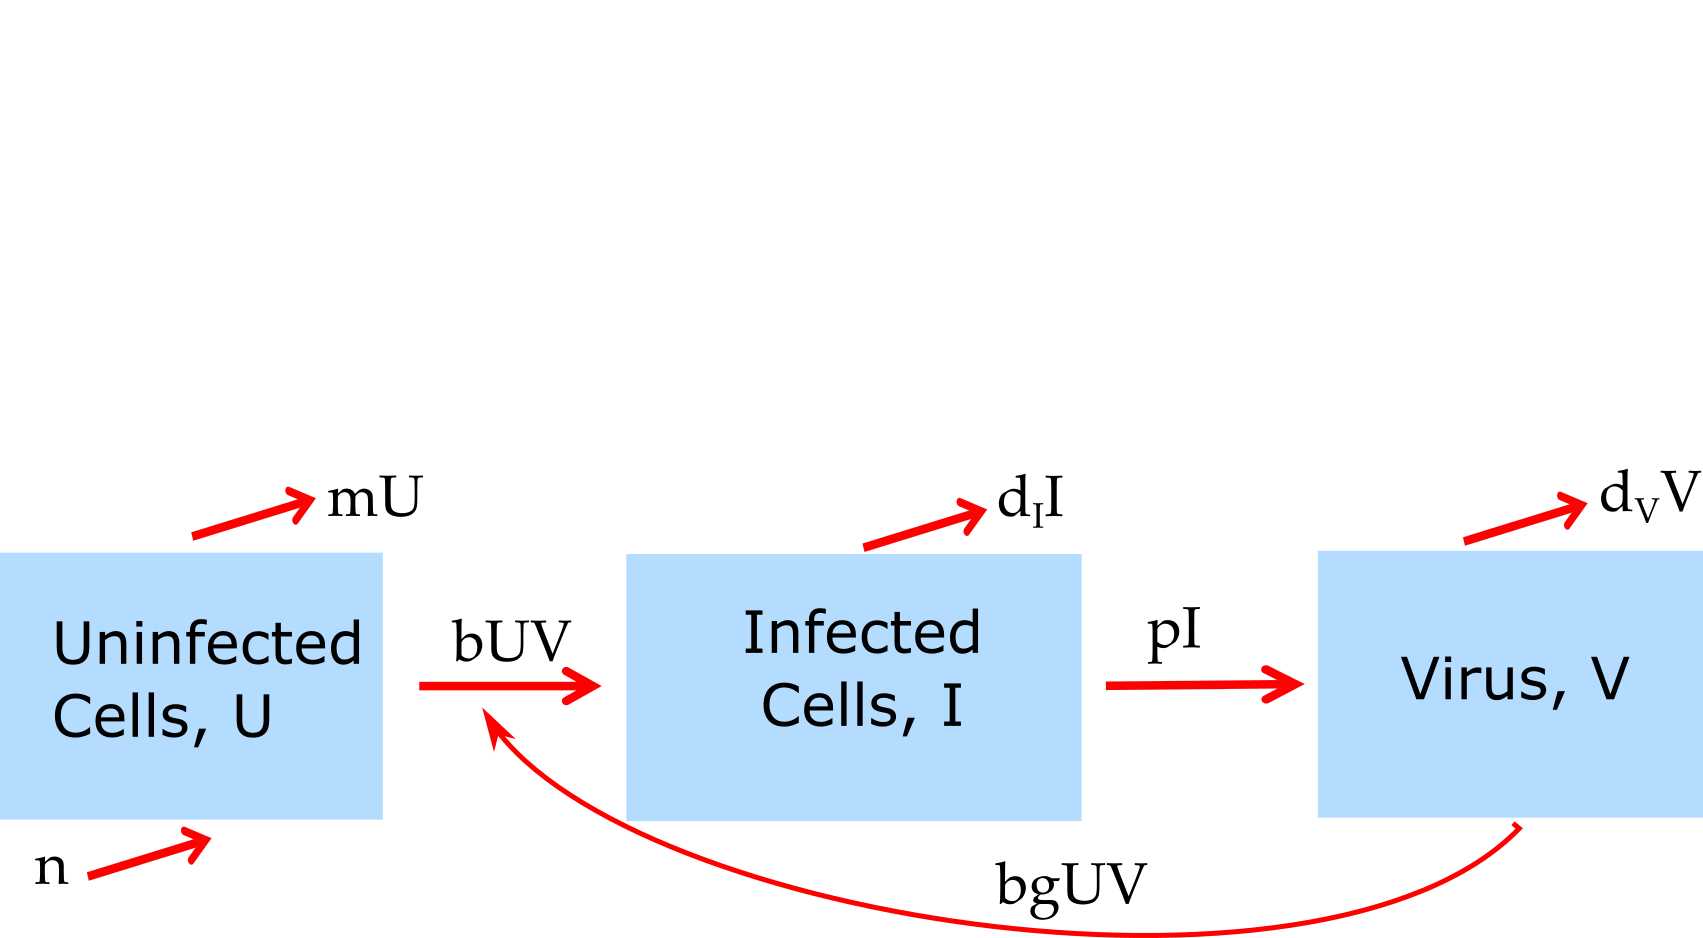 mU
d_I I
d_V V
Uninfected
Cells, U
bUV
Infected
Cells, I
pI
Virus, V
n
bgUV